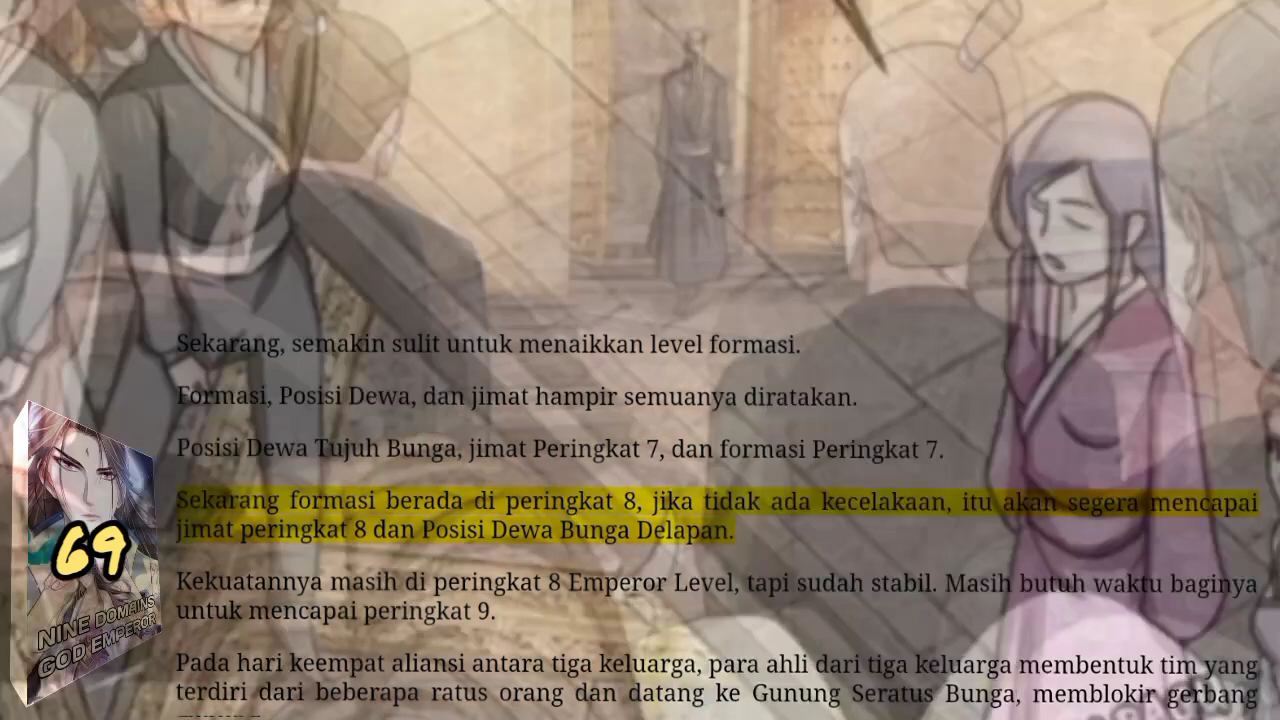 Sekarang, semakin sulit untuk menaikkan level formasi.
Formasi, Posisi Dewa, dan jimat hampir semuanya diratakan.
Posisi Dewa Tujuh Bunga, jimat Peringkat 7, dan formasi Peringkat 7.
Sekarang formasi berada di peringkat 8, jika tidak ada kecelakaan, itu akan segera mencapai
jimat peringkat 8 dan Posisi Dewa Bunga Delapan.
Kekuatannya masih di peringkat 8 Emperor Level, tapi sudah stabil. Masih butuh waktu baginya
untuk mencapai peringkat 9.
Pada hari keempat aliansi antara tiga keluarga, para ahli dari tiga keluarga membentuk tim yang
terdiri dari beberapa ratus orang dan datang ke Gunung Seratus Bunga, memblokir gerbang
69
NINE DOMAINS
GOD EMPEROR